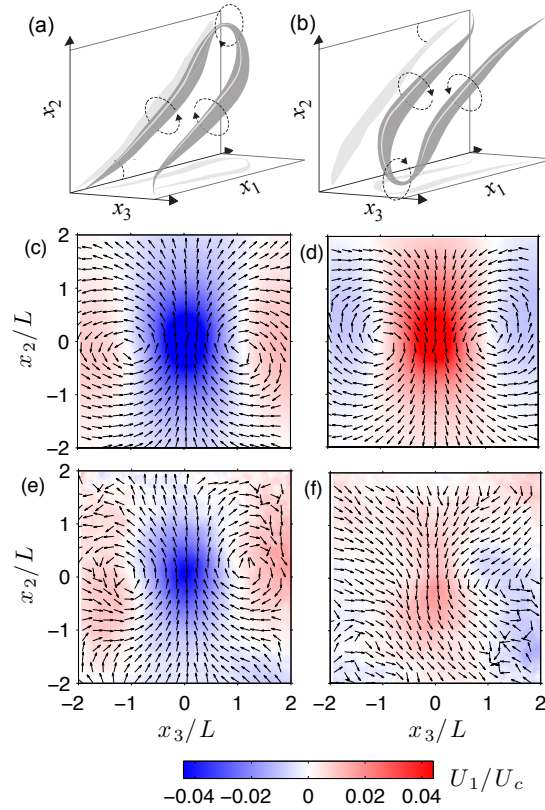 (a)
(b)
x₂
x₃
x₁
x₂
x₃
x₁
(c)
(d)
2
1
0
−1
−2
x₂/L
(e)
(f)
2
1
0
−1
−2
x₂/L
−2 −1 0 1 2
−2 −1 0 1 2
x₃/L
x₃/L
−0.04 −0.02 0 0.02 0.04
U₁/U_c